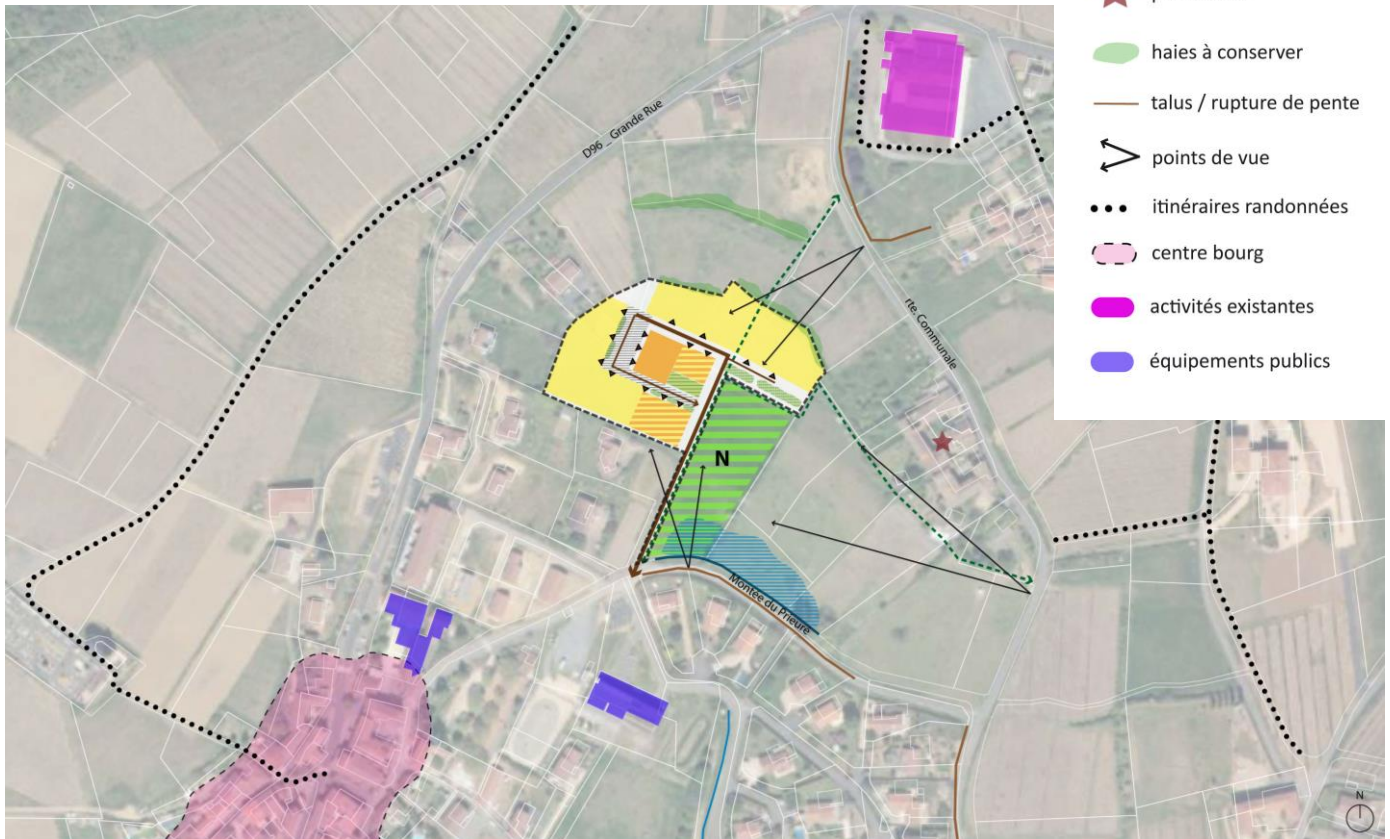 haies à conserver
talus / rupture de pente
points de vue
itinéraires randonnées
centre bourg
activités existantes
équipements publics
D96_ Grande Rue
rte. Communale
N
Montée du Prieuré
N